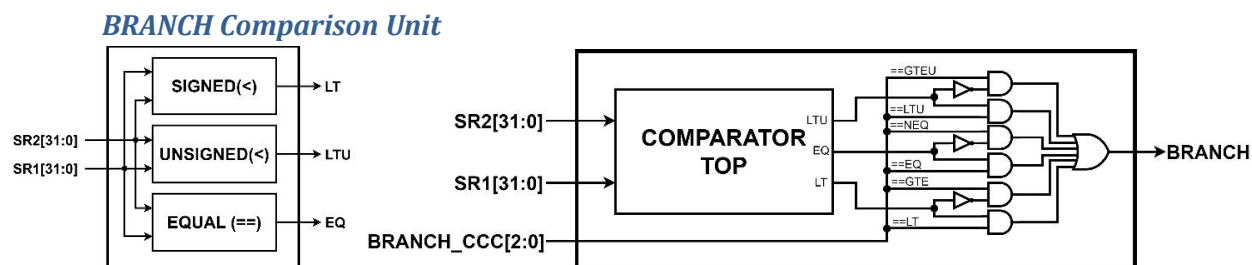 BRANCH Comparison Unit
SIGNED(<)
LT
SR2[31:0]
SR1[31:0]
UNSIGNED(<)
LTU
EQUAL (==)
EQ
SR2[31:0]
SR1[31:0]
BRANCH_CCC[2:0]
COMPARATOR
TOP
LTU
EQ
LT
==GTEU
==LTU
==NEQ
==EQ
==GTE
==LT
BRANCH